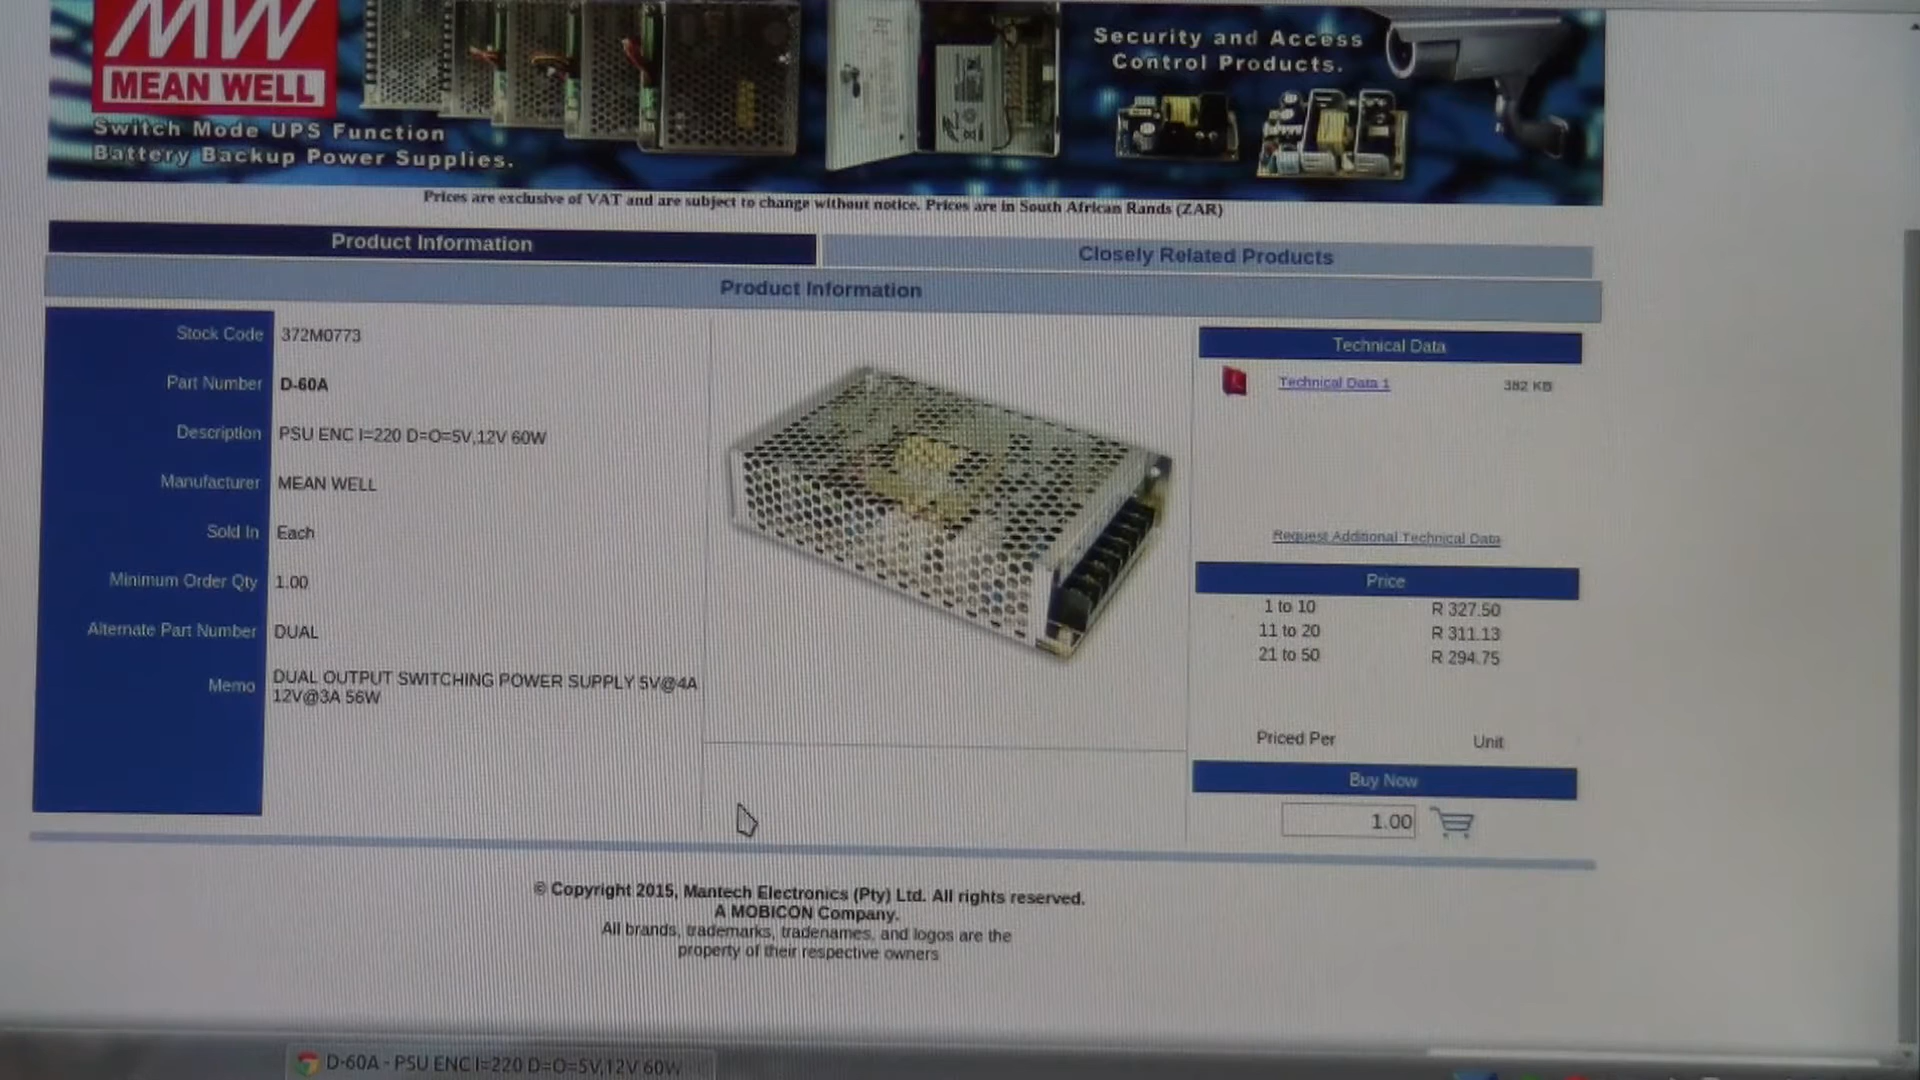 MW
MEAN WELL
Switch Mode UPS Function
Battery Backup Power Supplies.
Security and Access
Control Products.
Prices are exclusive of VAT and are subject to change without notice. Prices are in South African Rands (ZAR)
Product Information
Closely Related Products
Product Information
Stock Code 372M0773
Part Number D-60A
Description PSU ENC I=220 D=O=5V,12V 60W
Manufacturer MEAN WELL
Sold In Each
Minimum Order Qty 1.00
Alternate Part Number DUAL
Memo DUAL OUTPUT SWITCHING POWER SUPPLY 5V@4A
12V@3A 56W
Technical Data
Technical Data 1 382 KB
Request Additional Technical Data
Price
1 to 10 R 327.50
11 to 20 R 311.13
21 to 50 R 294.75
Priced Per Unit
Buy Now
1.00
© Copyright 2015, Mantech Electronics (Pty) Ltd. All rights reserved.
A MOBICON Company.
All brands, trademarks, tradenames, and logos are the
property of their respective owners
D-60A - PSU ENC I=220 D=O=5V,12V 60W